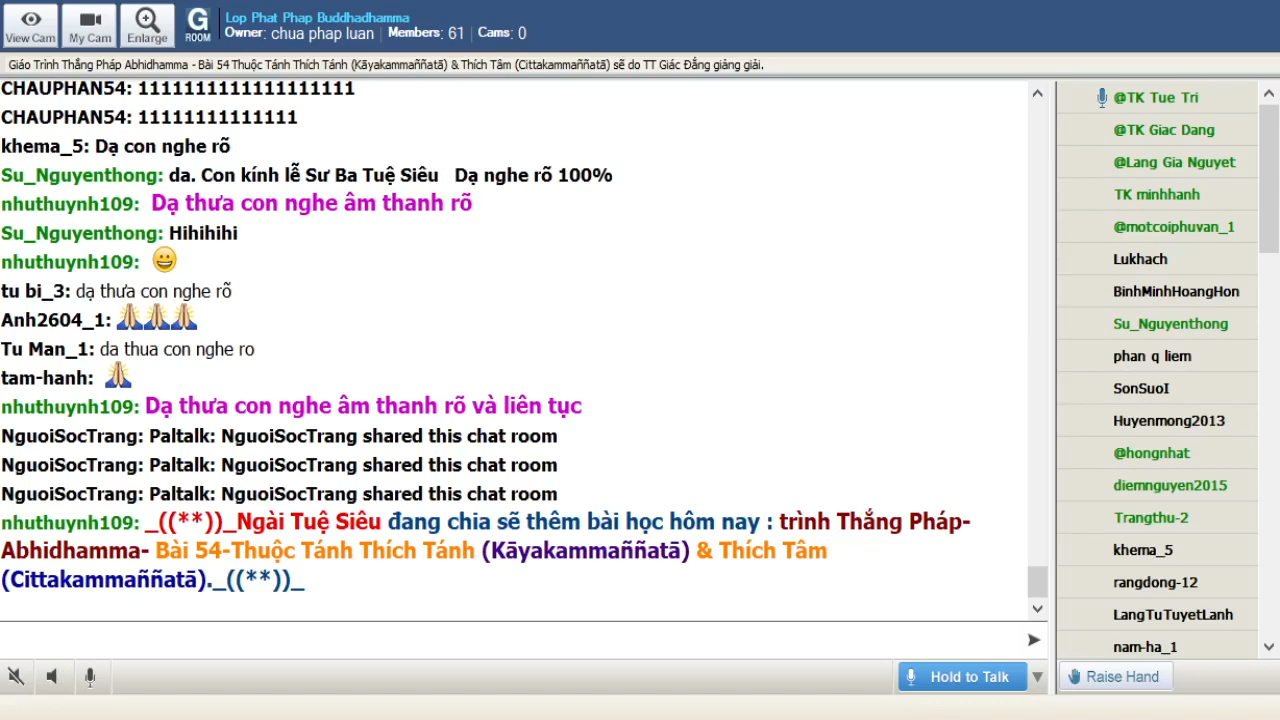 View Cam
My Cam
Enlarge
G
ROOM
Lop Phat Phap Buddhadhamma
Owner: chua phap luan | Members: 61 | Cams: 0
Giáo Trình Thắng Pháp Abhidhamma - Bài 54 Thuộc Tánh Thích Tánh (Kāyakammaññatā) & Thích Tâm (Cittakammaññatā) sẽ do TT Giác Đẳng giảng giải.
CHAUPHAN54: 1111111111111111111
CHAUPHAN54: 11111111111111
khema_5: Dạ con nghe rõ
Su_Nguyenthong: da. Con kính lễ Sư Ba Tuệ Siêu   Dạ nghe rõ 100%
nhuthuynh109: Dạ thưa con nghe âm thanh rõ
Su_Nguyenthong: Hihihihi
nhuthuynh109: 😀
tu bi_3: dạ thưa con nghe rõ
Anh2604_1: 🙏🙏🙏
Tu Man_1: da thua con nghe ro
tam-hanh: 🙏
nhuthuynh109: Dạ thưa con nghe âm thanh rõ và liên tục
NguoiSocTrang: Paltalk: NguoiSocTrang shared this chat room
NguoiSocTrang: Paltalk: NguoiSocTrang shared this chat room
NguoiSocTrang: Paltalk: NguoiSocTrang shared this chat room
nhuthuynh109: _((**))_Ngài Tuệ Siêu đang chia sẽ thêm bài học hôm nay : trình Thắng Pháp-
Abhidhamma- Bài 54-Thuộc Tánh Thích Tánh (Kāyakammaññatā) & Thích Tâm
(Cittakammaññatā)._((**))_
@TK Tue Tri
@TK Giac Dang
@Lang Gia Nguyet
TK minhhanh
@motcoiphuvan_1
Lukhach
BinhMinhHoangHon
Su_Nguyenthong
phan q liem
SonSuoI
Huyenmong2013
@hongnhat
diemnguyen2015
Trangthu-2
khema_5
rangdong-12
LangTuTuyetLanh
nam-ha_1
Hold to Talk
Raise Hand